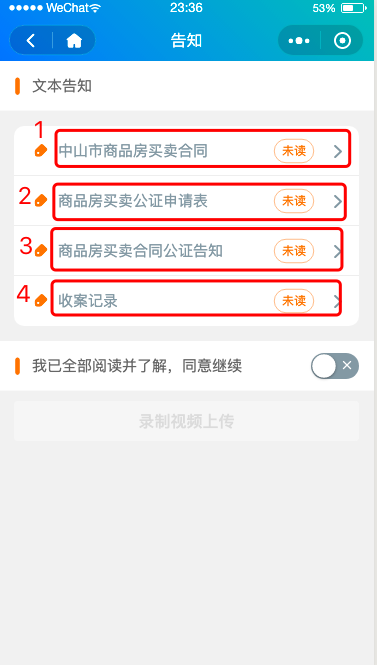 WeChat 23:36 53%
告知
文本告知
1
中山市商品房买卖合同 未读
2
商品房买卖公证申请表 未读
3
商品房买卖合同公证告知 未读
4
收案记录 未读
我已全部阅读并了解，同意继续
录制视频上传